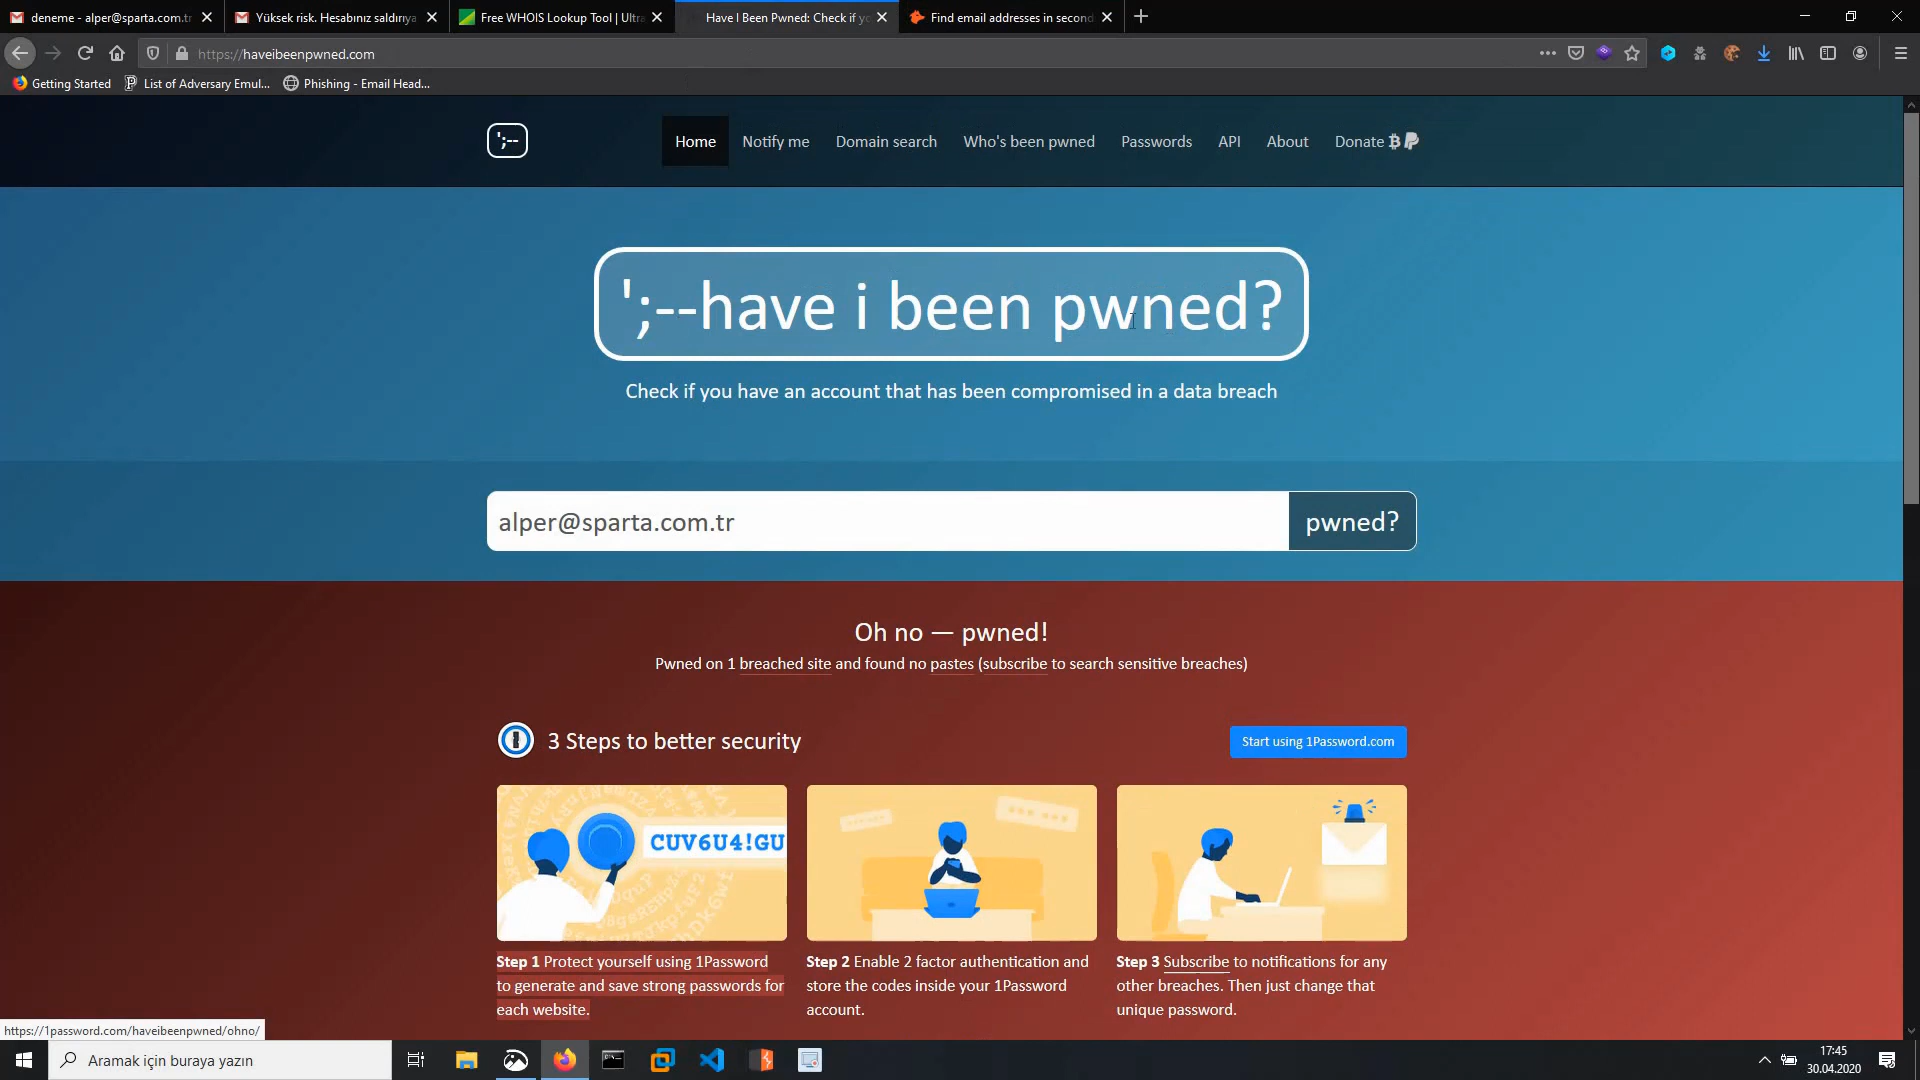 deneme - alper@sparta.com.tr
Yüksek risk. Hesabınız saldırıya
Free WHOIS Lookup Tool | Ultra
Have I Been Pwned: Check if yo
Find email addresses in second
https://haveibeenpwned.com
Getting Started
List of Adversary Emul...
Phishing - Email Head...
';--
Home
Notify me
Domain search
Who's been pwned
Passwords
API
About
Donate
';--have i been pwned?
Check if you have an account that has been compromised in a data breach
alper@sparta.com.tr
pwned?
Oh no — pwned!
Pwned on 1 breached site and found no pastes (subscribe to search sensitive breaches)
3 Steps to better security
Start using 1Password.com
CUV6U4!GU
Step 1 Protect yourself using 1Password
to generate and save strong passwords for
each website.
Step 2 Enable 2 factor authentication and
store the codes inside your 1Password
account.
Step 3 Subscribe to notifications for any
other breaches. Then just change that
unique password.
https://1password.com/haveibeenpwned/ohno/
Aramak için buraya yazın
17:45
30.04.2020